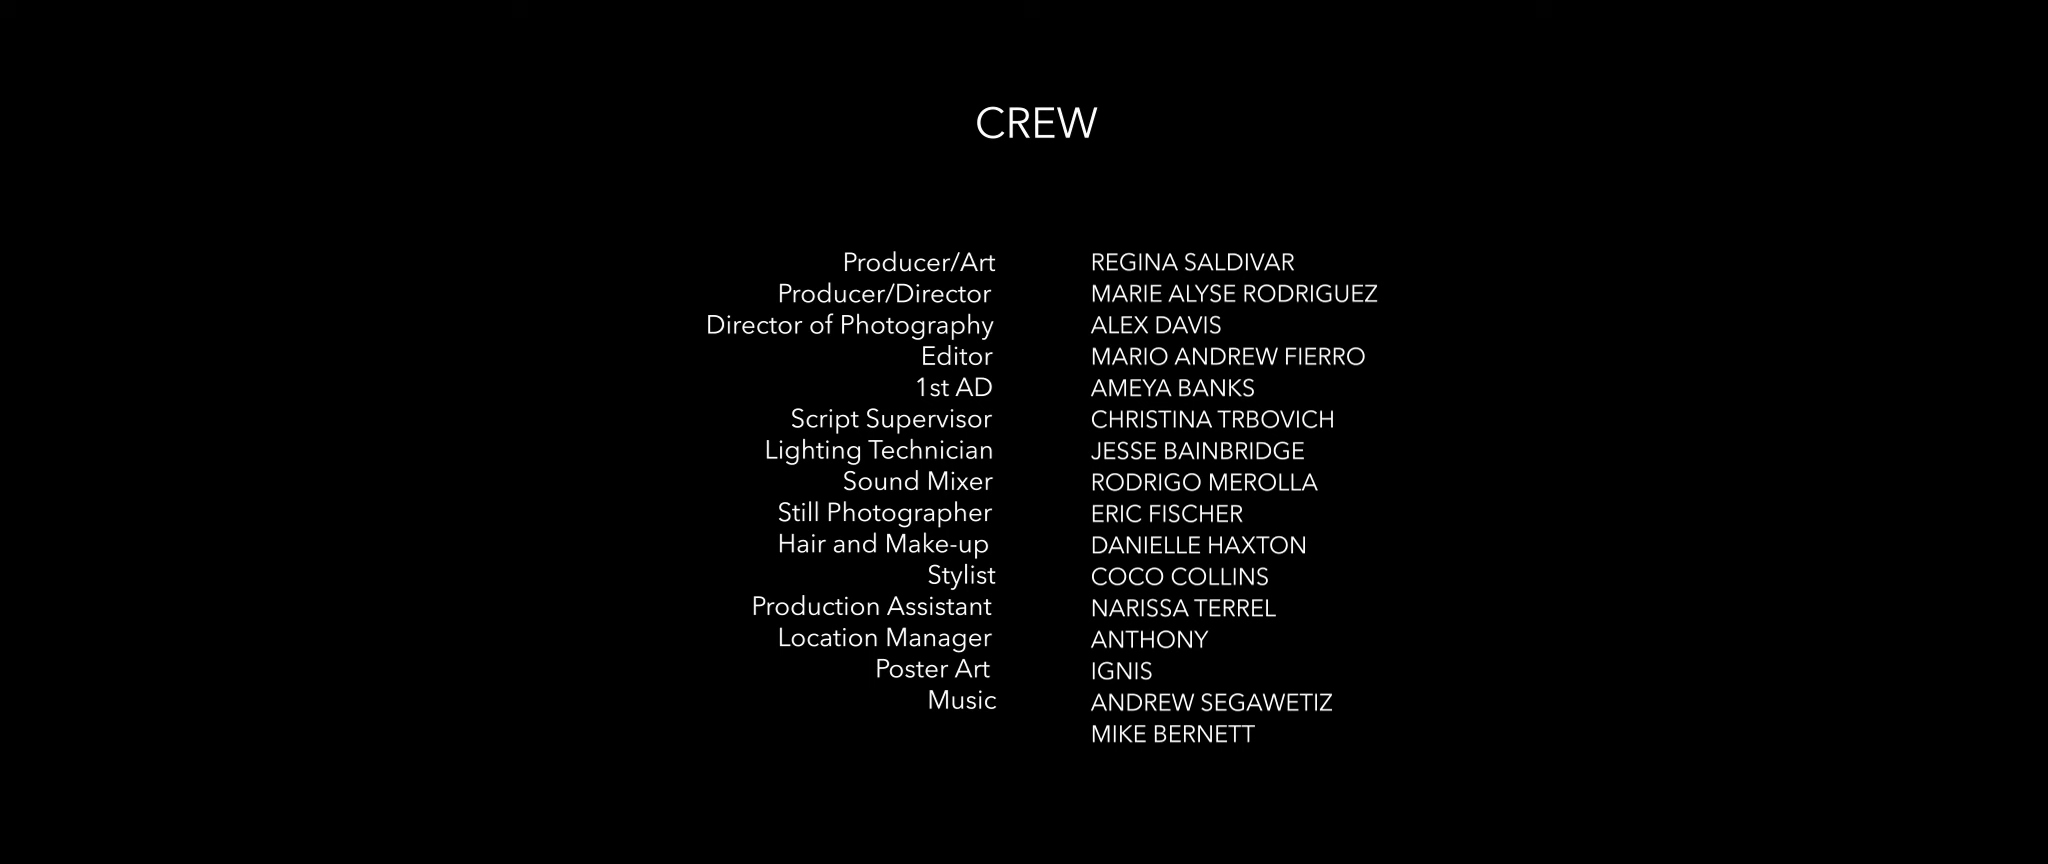 CREW
Producer/Art REGINA SALDIVAR
Producer/Director MARIE ALYSE RODRIGUEZ
Director of Photography ALEX DAVIS
Editor MARIO ANDREW FIERRO
1st AD AMEYA BANKS
Script Supervisor CHRISTINA TRBOVICH
Lighting Technician JESSE BAINBRIDGE
Sound Mixer RODRIGO MEROLLA
Still Photographer ERIC FISCHER
Hair and Make-up DANIELLE HAXTON
Stylist COCO COLLINS
Production Assistant NARISSA TERREL
Location Manager ANTHONY
Poster Art IGNIS
Music ANDREW SEGAWETIZ
MIKE BERNETT